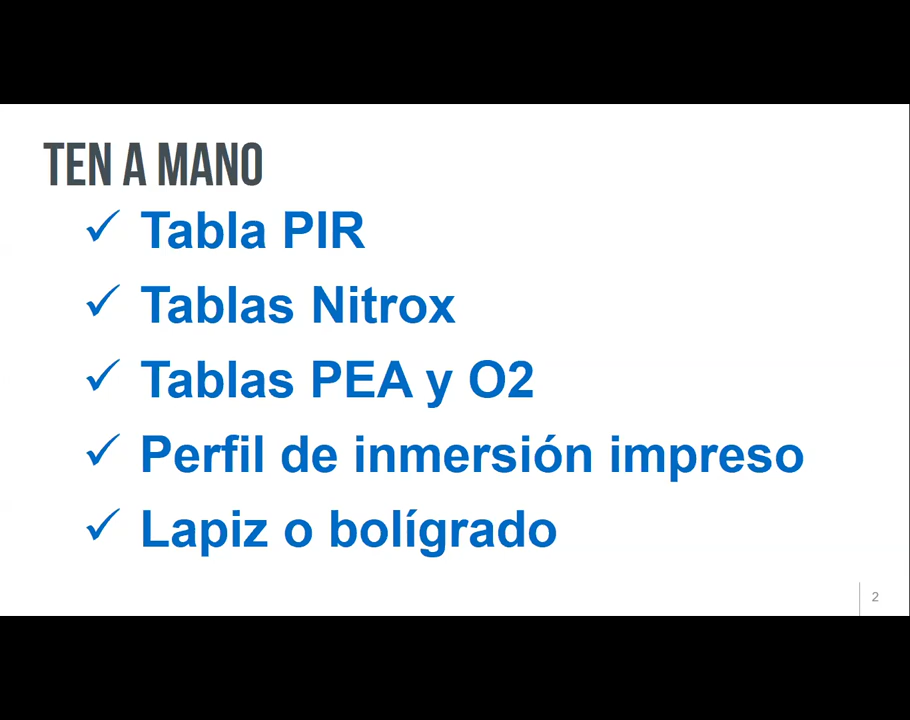 TEN A MANO
✓ Tabla PIR
✓ Tablas Nitrox
✓ Tablas PEA y O2
✓ Perfil de inmersión impreso
✓ Lapiz o bolígrado
2